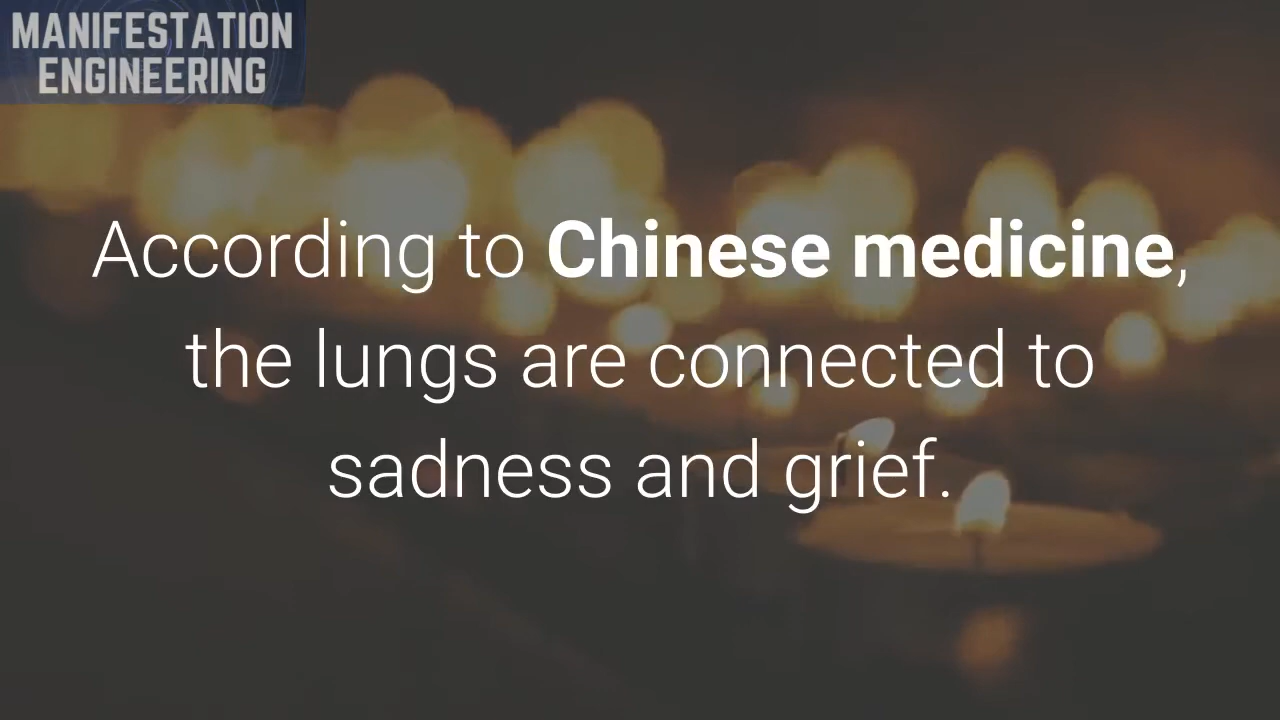 MANIFESTATION
ENGINEERING
According to Chinese medicine,
the lungs are connected to
sadness and grief.